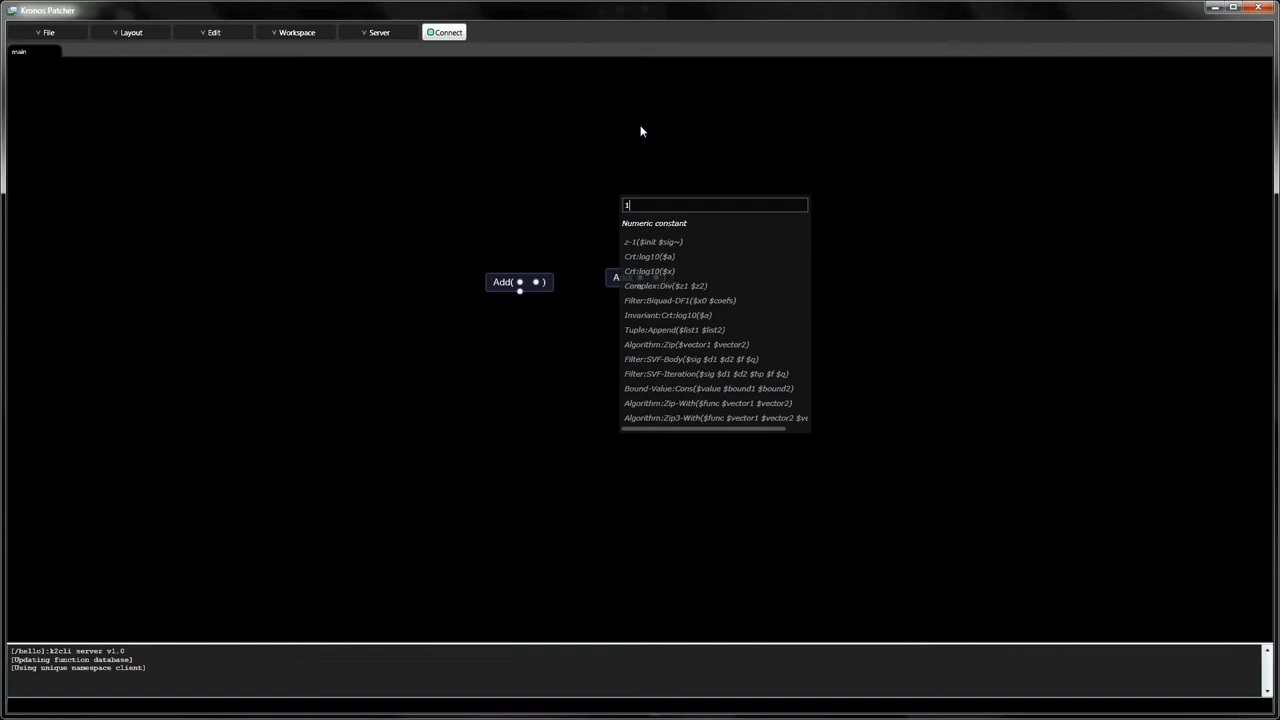 Kronos Patcher
v File v Layout v Edit v Workspace v Server Connect
main
1
Numeric constant
z-1($init $sig~)
Crt:log10($a)
Crt:log10($x)
Complex:Div($z1 $z2)
Filter:Biquad-DF1($x0 $coefs)
Invariant:Crt:log10($a)
Tuple:Append($list1 $list2)
Algorithm:Zip($vector1 $vector2)
Filter:SVF-Body($sig $d1 $d2 $f $q)
Filter:SVF-Iteration($sig $d1 $d2 $hp $f $q)
Bound-Value:Cons($value $bound1 $bound2)
Algorithm:Zip-With($func $vector1 $vector2)
Algorithm:Zip3-With($func $vector1 $vector2 $ve
Add( )
Add(
[/hello]:k2cli server v1.0
[Updating function database]
[Using unique namespace client]